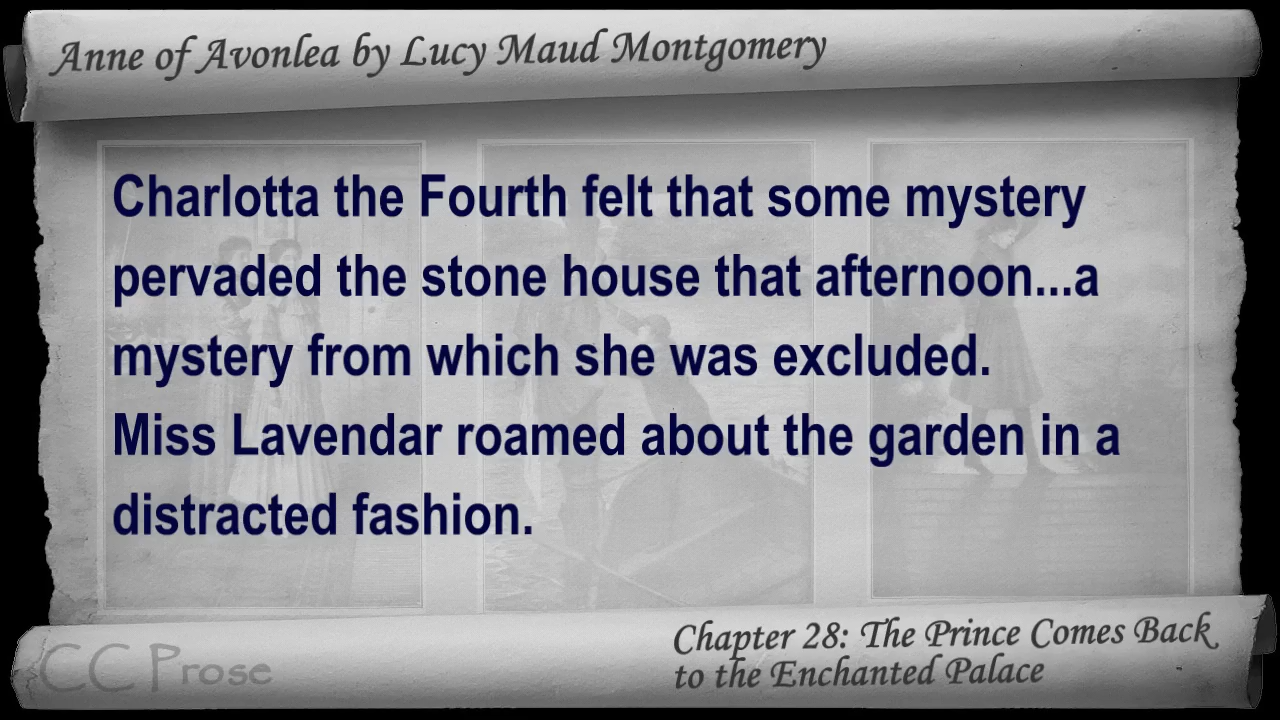 Anne of Avonlea by Lucy Maud Montgomery
Charlotta the Fourth felt that some mystery
pervaded the stone house that afternoon...a
mystery from which she was excluded.
Miss Lavendar roamed about the garden in a
distracted fashion.
Chapter 28: The Prince Comes Back
to the Enchanted Palace
CC Prose